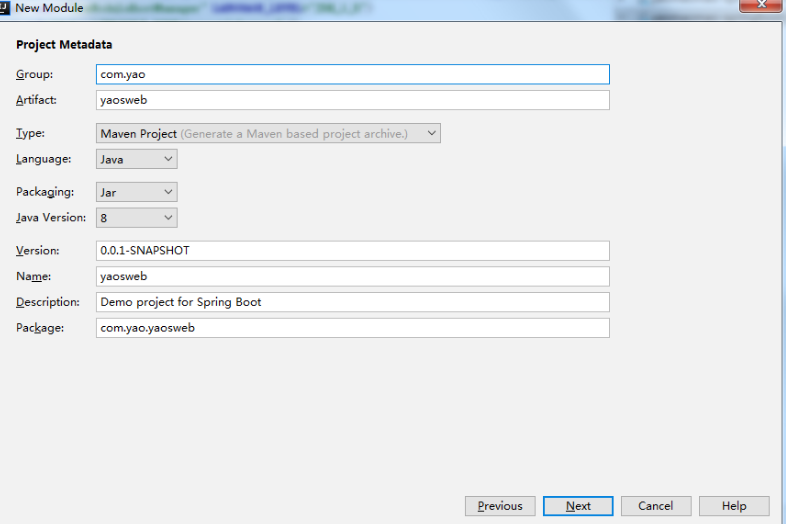 New Module
Project Metadata
Group: com.yao
Artifact: yaosweb
Type: Maven Project (Generate a Maven based project archive.)
Language: Java
Packaging: Jar
Java Version: 8
Version: 0.0.1-SNAPSHOT
Name: yaosweb
Description: Demo project for Spring Boot
Package: com.yao.yaosweb
Previous Next Cancel Help